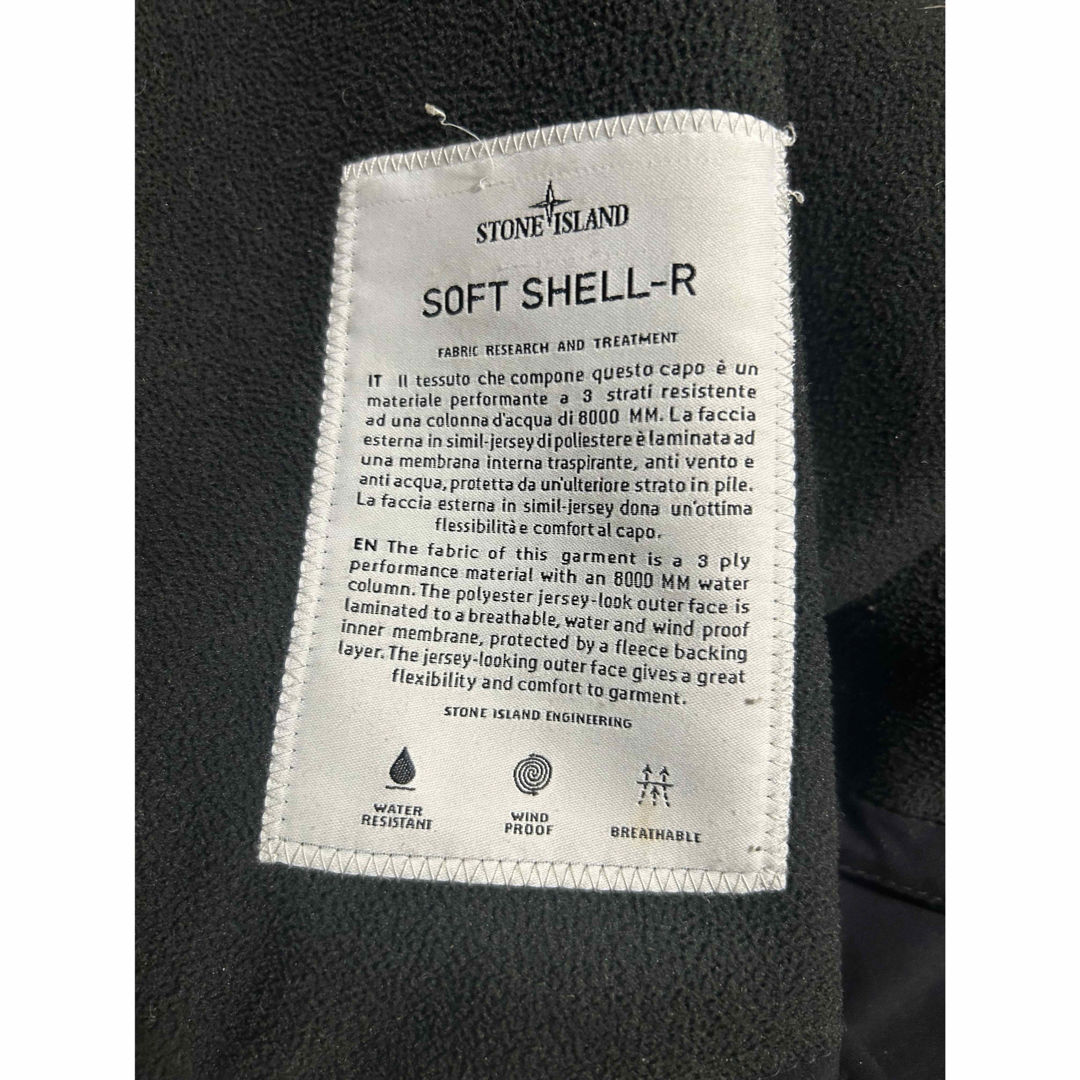 STONE ISLAND
SOFT SHELL-R
FABRIC RESEARCH AND TREATMENT
IT Il tessuto che compone questo capo è un
materiale performante a 3 strati resistente
ad una colonna d'acqua di 8000 MM. La faccia
esterna in simil-jersey di poliestere è laminata ad
una membrana interna traspirante, anti vento e
anti acqua, protetta da un'ulteriore strato in pile.
La faccia esterna in simil-jersey dona un'ottima
flessibilità e comfort al capo.
EN The fabric of this garment is a 3 ply
performance material with an 8000 MM water
column. The polyester jersey-look outer face is
laminated to a breathable, water and wind proof
inner membrane, protected by a fleece backing
layer. The jersey-looking outer face gives a great
flexibility and comfort to garment.
STONE ISLAND ENGINEERING
WATER
RESISTANT
WIND
PROOF
BREATHABLE